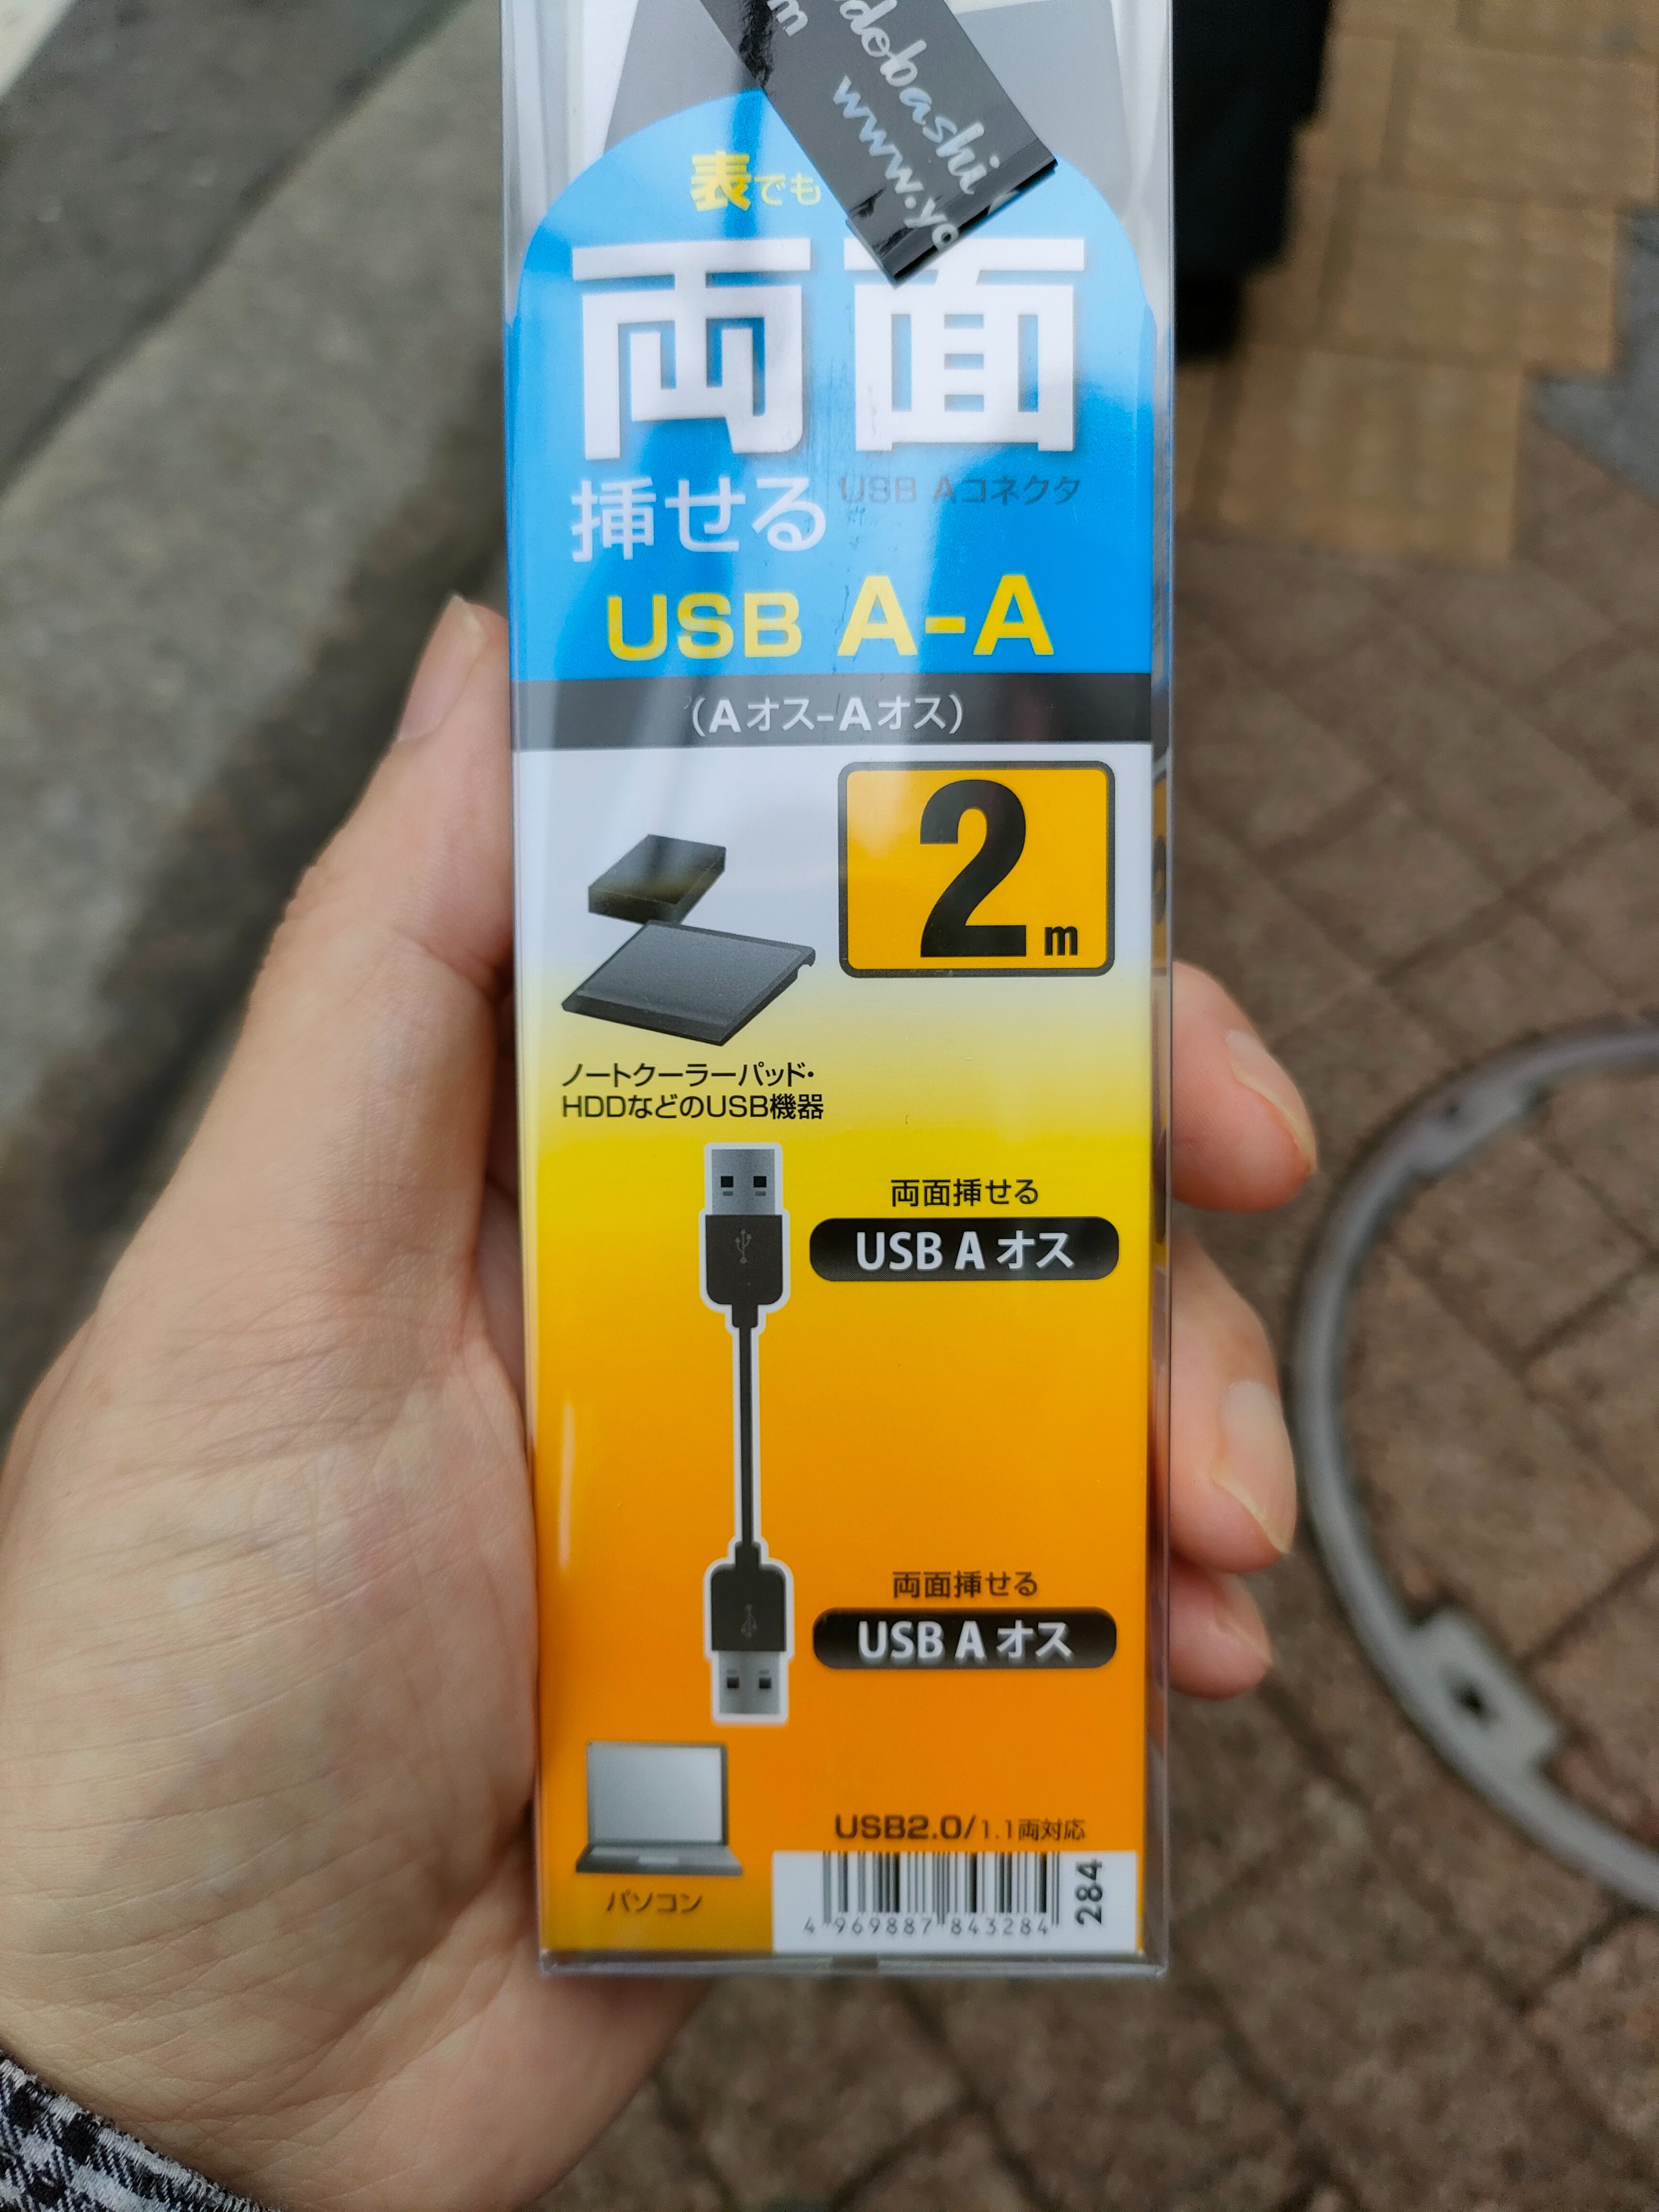 dobashi
www.yo
m
表でも
両面
挿せる
USB Aコネクタ
USB A-A
(Aオス-Aオス)
2m
ノートクーラーパッド・
HDDなどのUSB機器
両面挿せる
USB A オス
両面挿せる
USB A オス
USB2.0/1.1両対応
パソコン
4 969887 843284
284